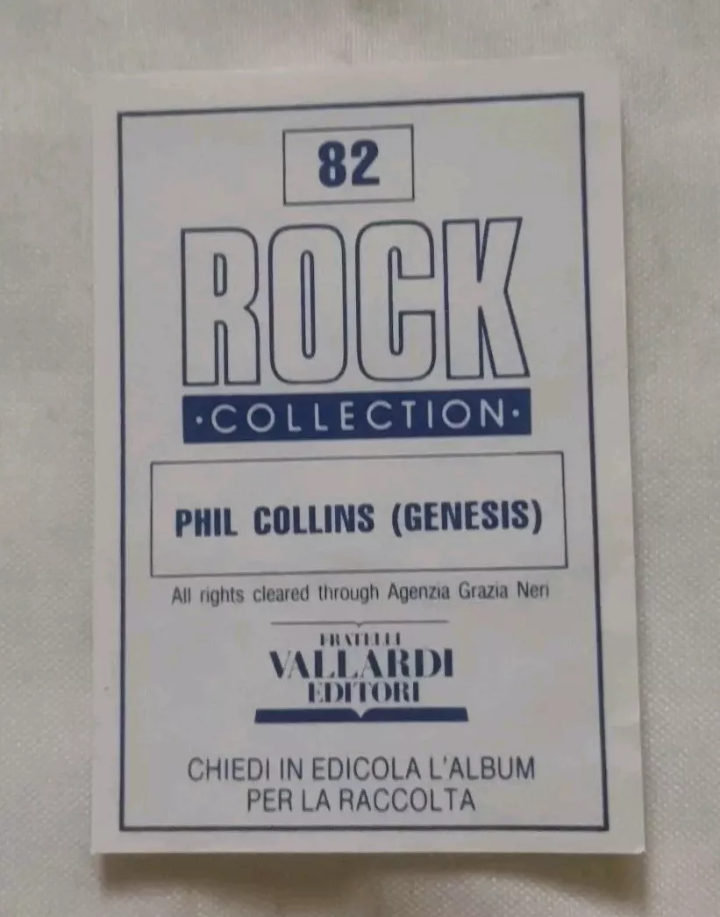 82
ROCK
·COLLECTION·
PHIL COLLINS (GENESIS)
All rights cleared through Agenzia Grazia Neri
FRATELLI
VALLARDI
EDITORI
CHIEDI IN EDICOLA L'ALBUM
PER LA RACCOLTA